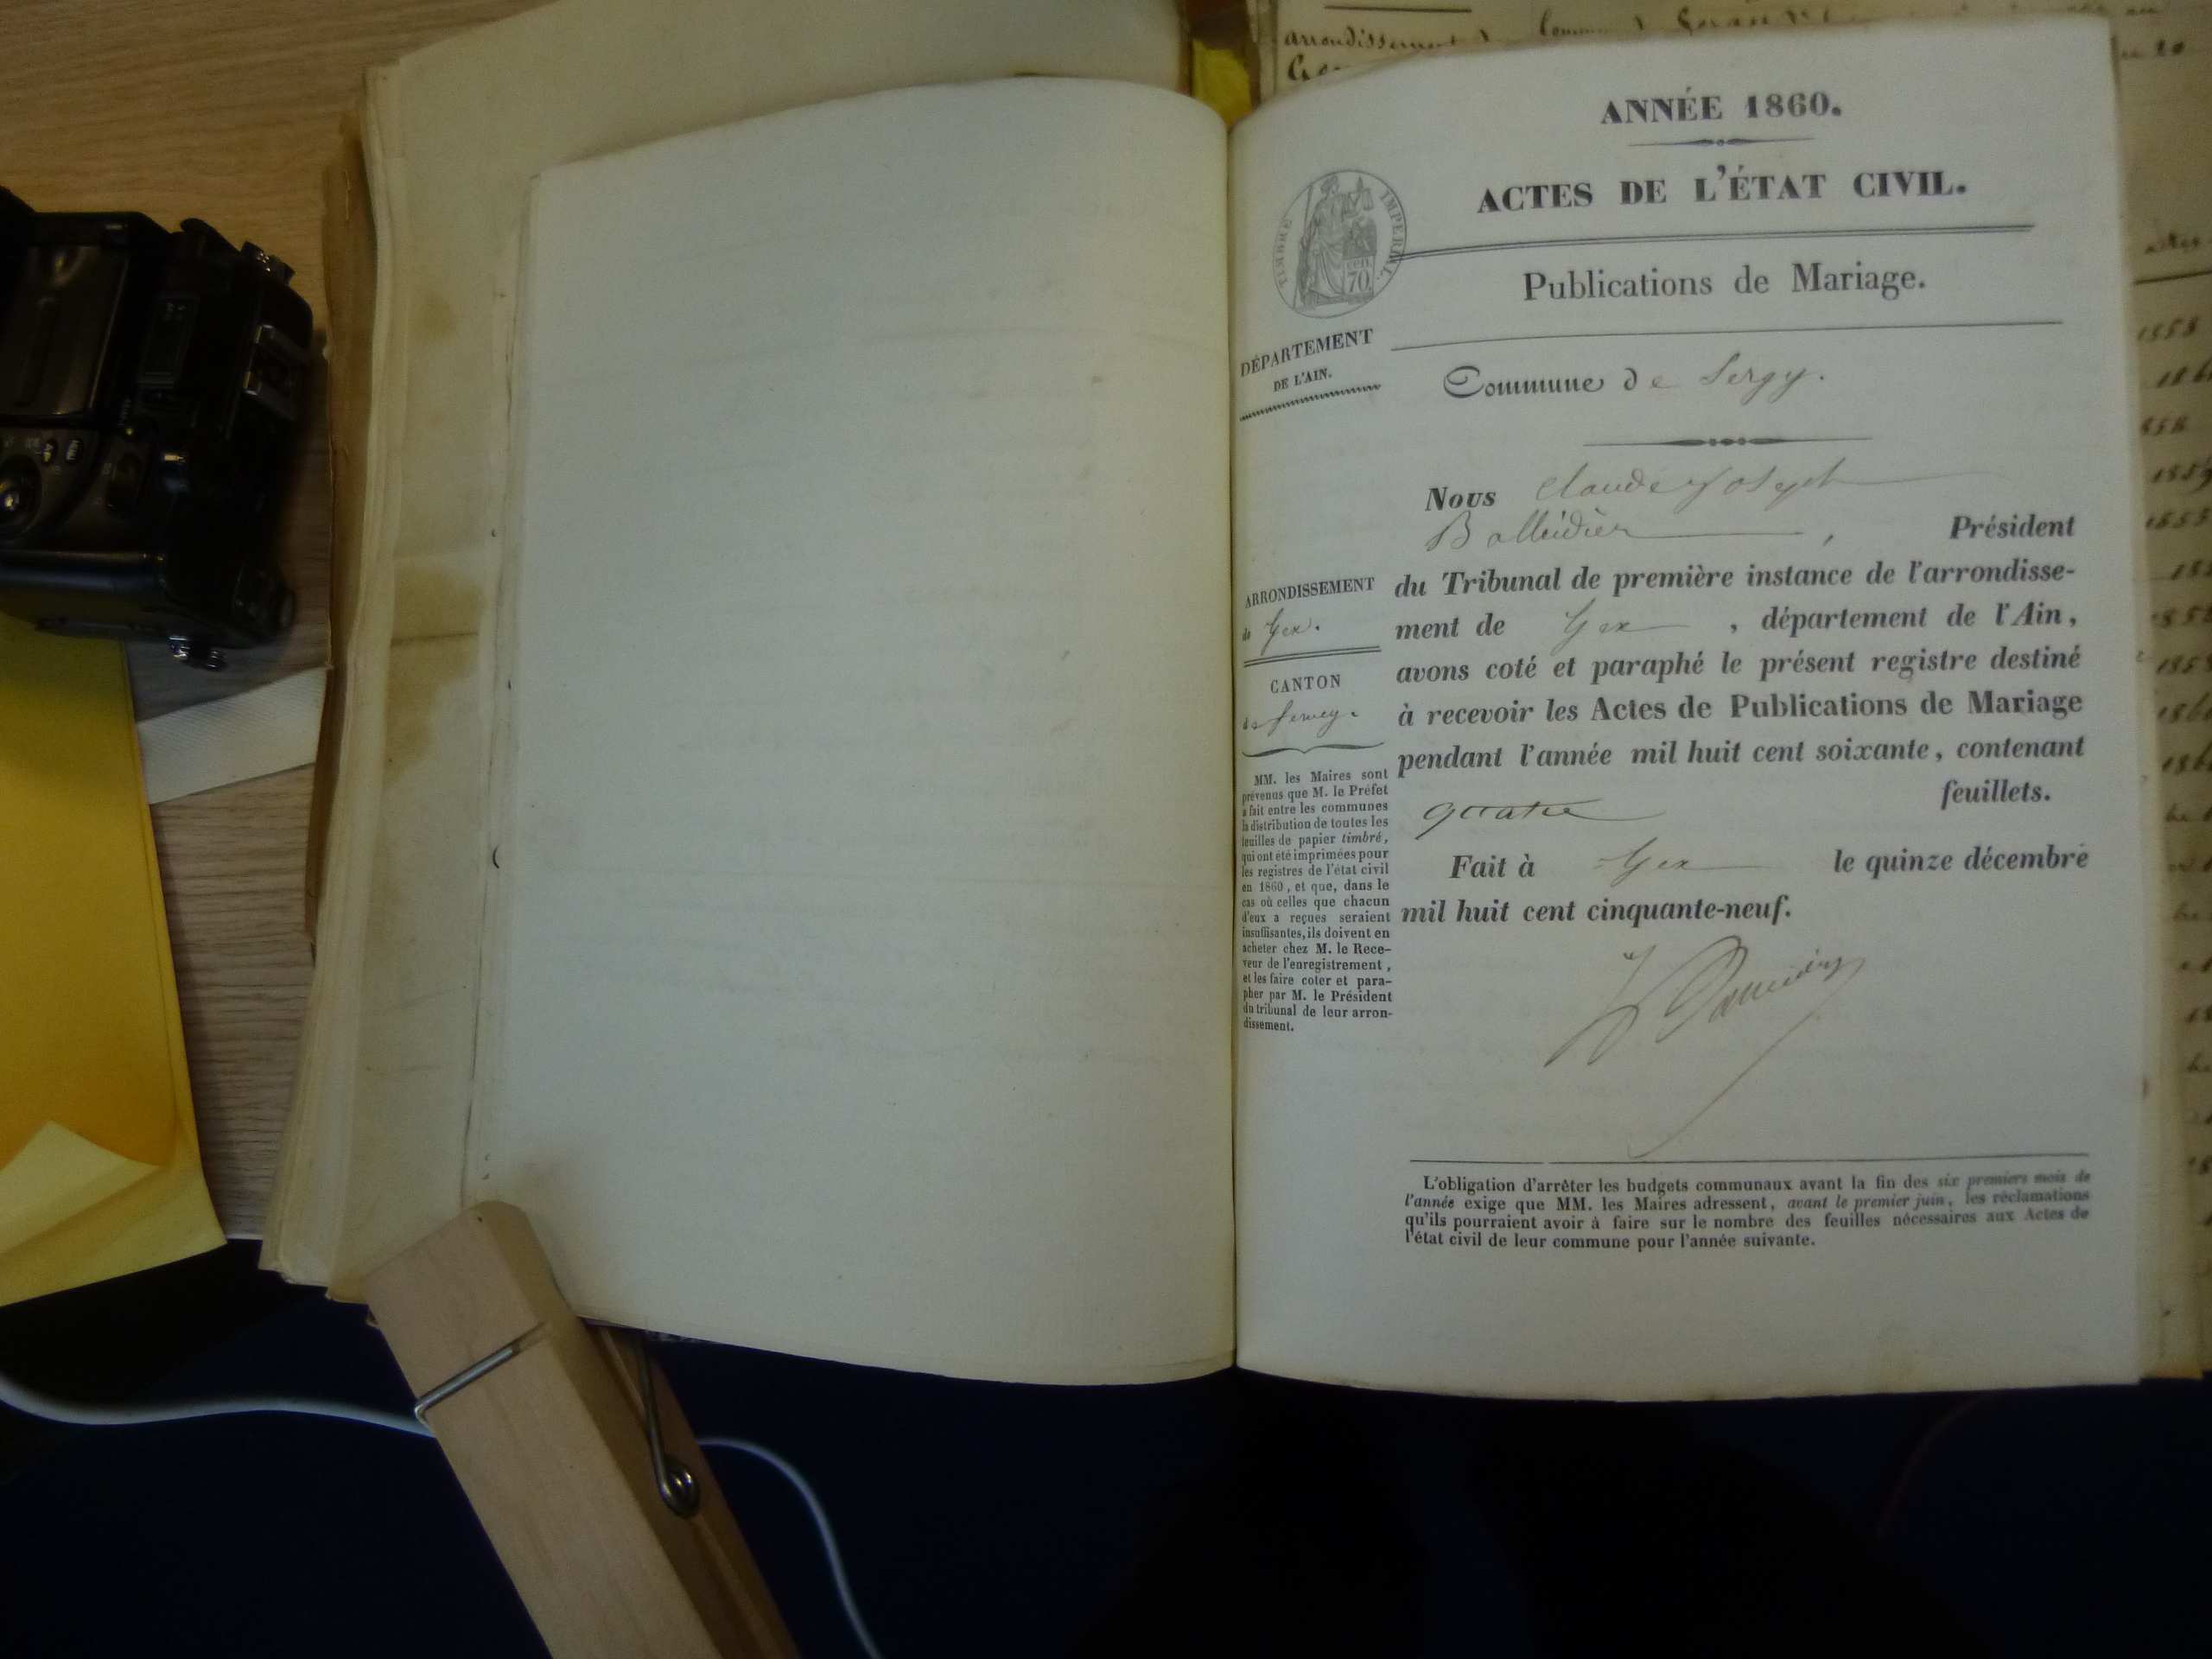 ANNÉE 1860.
ACTES DE L'ÉTAT CIVIL.
TIMBRE IMPERIAL.
CEN.
70
Publications de Mariage.
DÉPARTEMENT
DE L'AIN.
Commune de Sergy.
Nous Claude Joseph
Président
du Tribunal de première instance de l'arrondisse-
ment de Gex, département de l'Ain,
avons coté et paraphé le présent registre destiné
à recevoir les Actes de Publications de Mariage
pendant l'année mil huit cent soixante, contenant
quatre feuillets.
Fait à Gex le quinze décembre
mil huit cent cinquante-neuf.
ARRONDISSEMENT
de Gex.
CANTON
de ferney.
MM. les Maires sont
prévenus que M. le Préfet
a fait entre les communes
la distribution de toutes les
feuilles de papier timbré,
qui ont été imprimées pour
les registres de l'état civil
en 1860, et que, dans le
cas où celles que chacun
d'eux a reçues seraient
insuffisantes, ils doivent en
acheter chez M. le Rece-
veur de l'enregistrement,
et les faire coter et para-
pher par M. le Président
du tribunal de leur arron-
dissement.
L'obligation d'arrêter les budgets communaux avant la fin des six premiers mois de
l'année exige que MM. les Maires adressent, avant le premier juin, les réclamations
qu'ils pourraient avoir à faire sur le nombre des feuilles nécessaires aux Actes de
l'état civil de leur commune pour l'année suivante.
arrondissement
1858